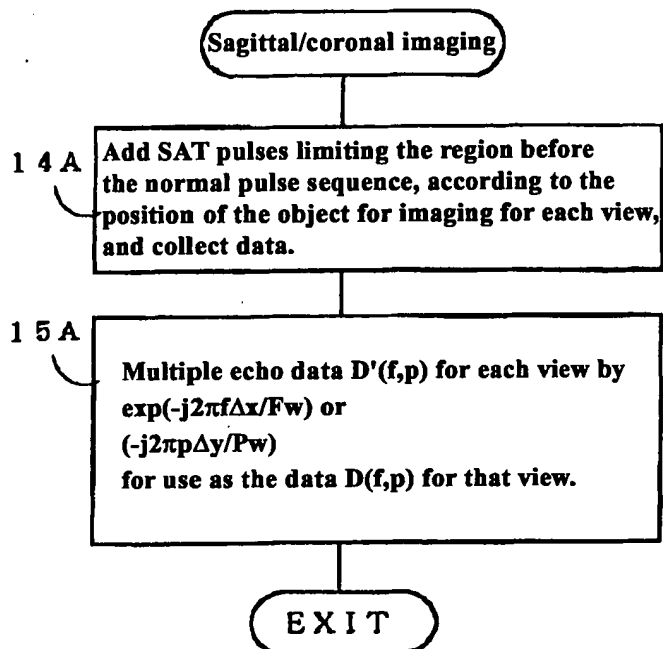 Sagittal/coronal imaging
14A
Add SAT pulses limiting the region before
the normal pulse sequence, according to the
position of the object for imaging for each view,
and collect data.
15A
Multiple echo data D'(f,p) for each view by
exp(-j2πfΔx/Fw) or
(-j2πpΔy/Pw)
for use as the data D(f,p) for that view.
EXIT